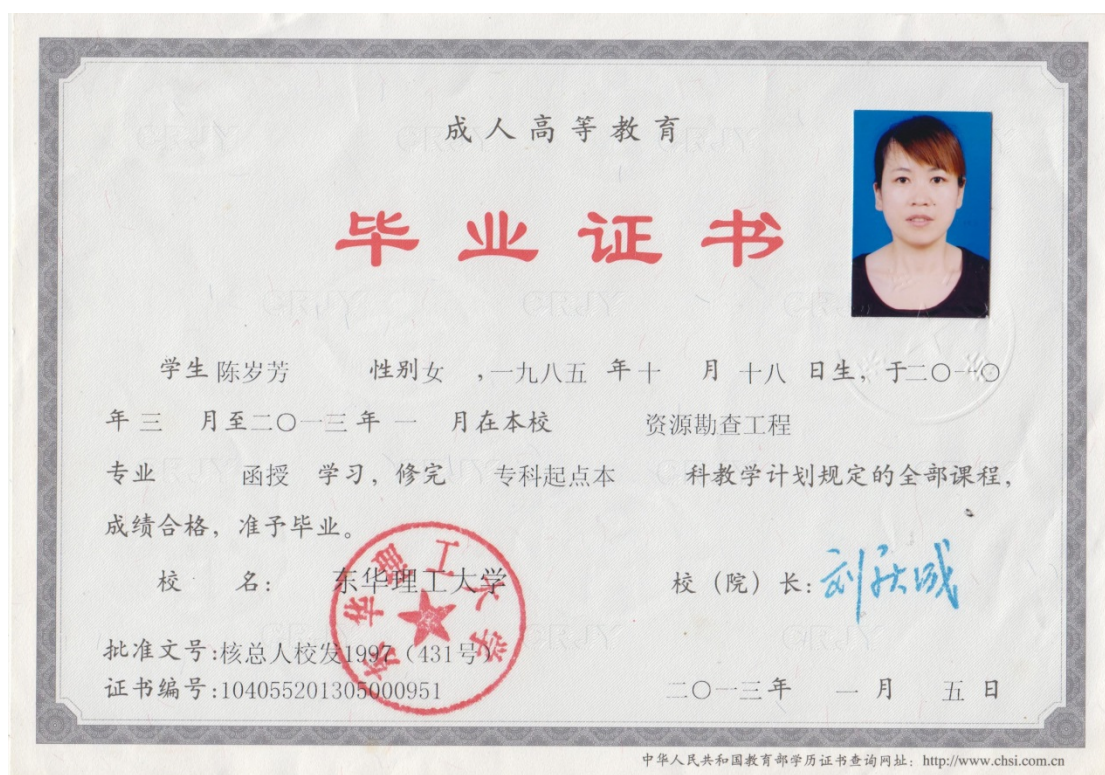 成人高等教育
毕业证书
学生 陈岁芳 性别 女 ,一九八五 年 十 月 十八 日生，于二〇一〇
年 三 月至二〇一三年 一 月在本校 资源勘查工程
专业 函授 学习，修完 专科起点本 科教学计划规定的全部课程，
成绩合格，准予毕业。
校 名： 东华理工大学 校（院）长：刘庆成
批准文号:核总人校发1997（431号）
证书编号:104055201305000951 二〇一三年 一 月 五 日
东华理工大学
CRJY
中华人民共和国教育部学历证书查询网址：http://www.chsi.com.cn